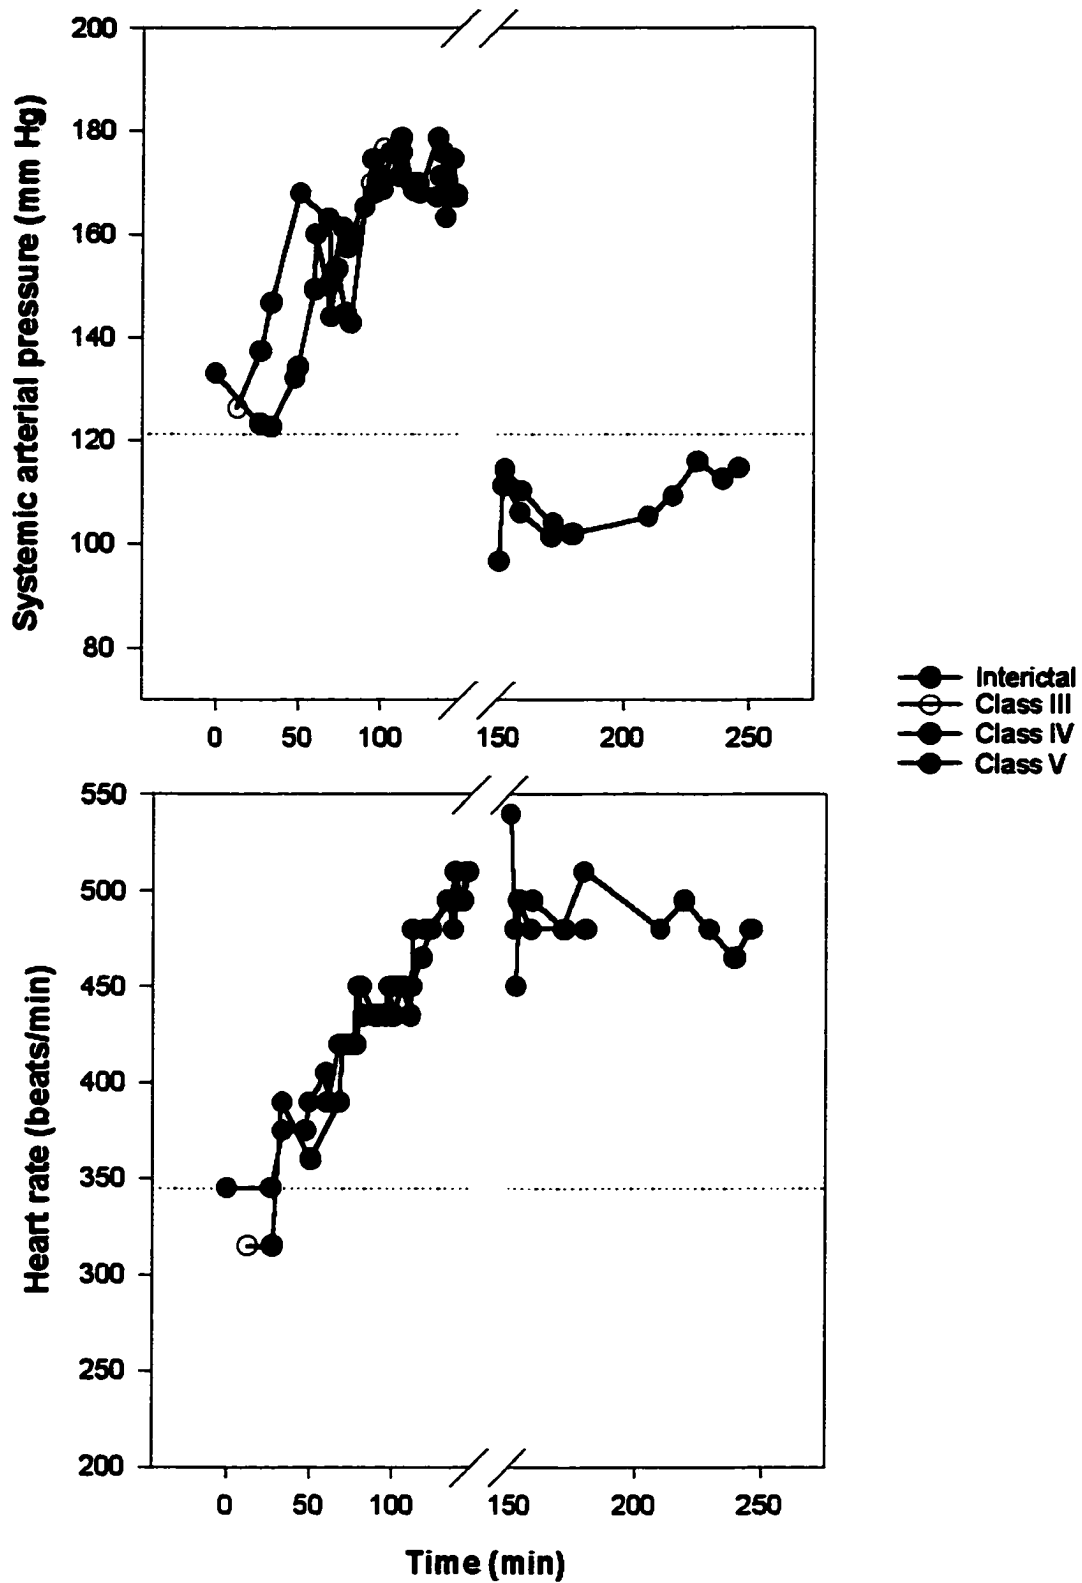 Systemic arterial pressure (mm Hg)
200
180
160
140
120
100
80
0 50 100 150 200 250
Interictal
Class III
Class IV
Class V
Heart rate (beats/min)
550
500
450
400
350
300
250
200
0 50 100 150 200 250
Time (min)